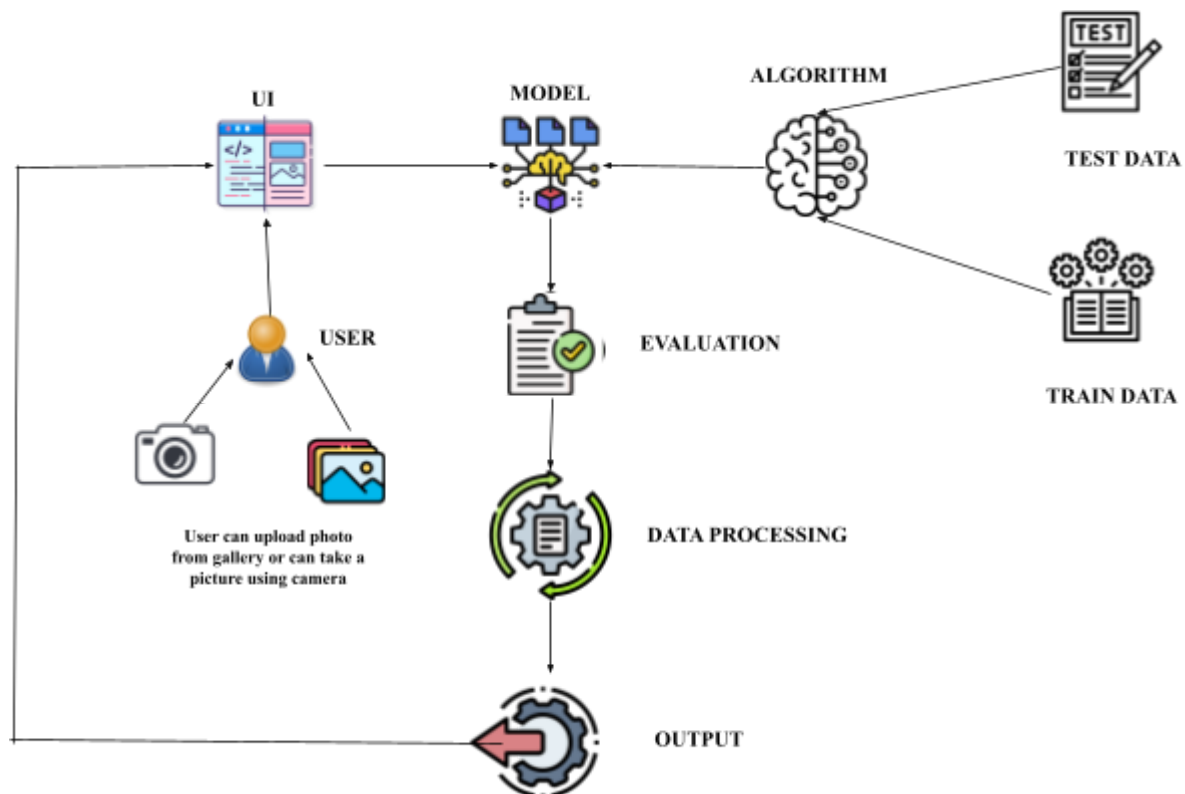 TEST
ALGORITHM
MODEL
UI
</>
TEST DATA
USER
EVALUATION
TRAIN DATA
User can upload photo
from gallery or can take a
picture using camera
DATA PROCESSING
OUTPUT